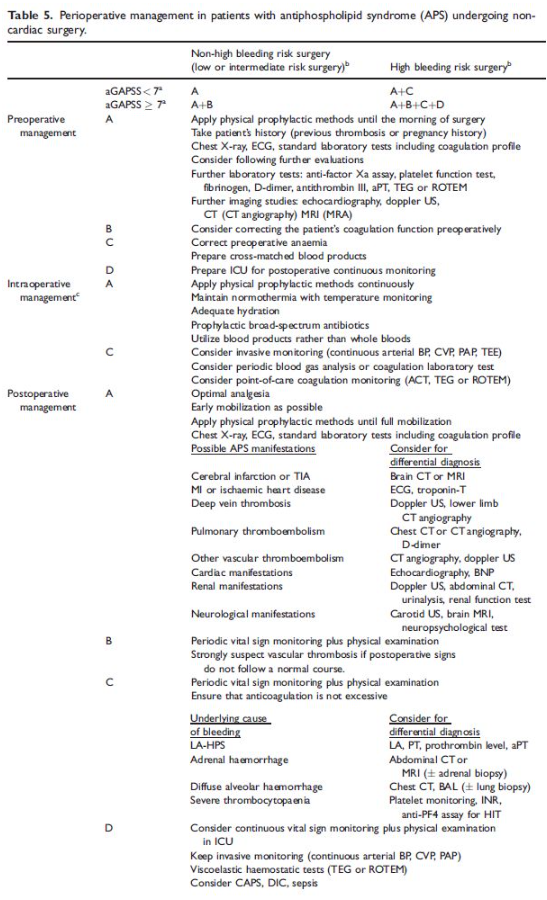 Table 5. Perioperative management in patients with antiphospholipid syndrome (APS) undergoing non-
cardiac surgery.
Non-high bleeding risk surgery
(low or intermediate risk surgery)b High bleeding risk surgeryb
aGAPSS< 7a A A+C
aGAPSS ≥ 7a A+B A+B+C+D
Preoperative A Apply physical prophylactic methods until the morning of surgery
management Take patient's history (previous thrombosis or pregnancy history)
Chest X-ray, ECG, standard laboratory tests including coagulation profile
Consider following further evaluations
Further laboratory tests: anti-factor Xa assay, platelet function test,
fibrinogen, D-dimer, antithrombin III, aPT, TEG or ROTEM
Further imaging studies: echocardiography, doppler US,
CT (CT angiography) MRI (MRA)
B Consider correcting the patient's coagulation function preoperatively
C Correct preoperative anaemia
Prepare cross-matched blood products
D Prepare ICU for postoperative continuous monitoring
Intraoperative A Apply physical prophylactic methods continuously
managementc Maintain normothermia with temperature monitoring
Adequate hydration
Prophylactic broad-spectrum antibiotics
Utilize blood products rather than whole bloods
C Consider invasive monitoring (continuous arterial BP, CVP, PAP, TEE)
Consider periodic blood gas analysis or coagulation laboratory test
Consider point-of-care coagulation monitoring (ACT, TEG or ROTEM)
Postoperative A Optimal analgesia
management Early mobilization as possible
Apply physical prophylactic methods until full mobilization
Chest X-ray, ECG, standard laboratory tests including coagulation profile
Possible APS manifestations Consider for
differential diagnosis
Cerebral infarction or TIA Brain CT or MRI
MI or ischaemic heart disease ECG, troponin-T
Deep vein thrombosis Doppler US, lower limb
CT angiography
Pulmonary thromboembolism Chest CT or CT angiography,
D-dimer
Other vascular thromboembolism CT angiography, doppler US
Cardiac manifestations Echocardiography, BNP
Renal manifestations Doppler US, abdominal CT,
urinalysis, renal function test
Neurological manifestations Carotid US, brain MRI,
neuropsychological test
B Periodic vital sign monitoring plus physical examination
Strongly suspect vascular thrombosis if postoperative signs
do not follow a normal course.
C Periodic vital sign monitoring plus physical examination
Ensure that anticoagulation is not excessive
Underlying cause Consider for
of bleeding differential diagnosis
LA-HPS LA, PT, prothrombin level, aPT
Adrenal haemorrhage Abdominal CT or
MRI (± adrenal biopsy)
Diffuse alveolar haemorrhage Chest CT, BAL (± lung biopsy)
Severe thrombocytopaenia Platelet monitoring, INR,
anti-PF4 assay for HIT
D Consider continuous vital sign monitoring plus physical examination
in ICU
Keep invasive monitoring (continuous arterial BP, CVP, PAP)
Viscoelastic haemostatic tests (TEG or ROTEM)
Consider CAPS, DIC, sepsis